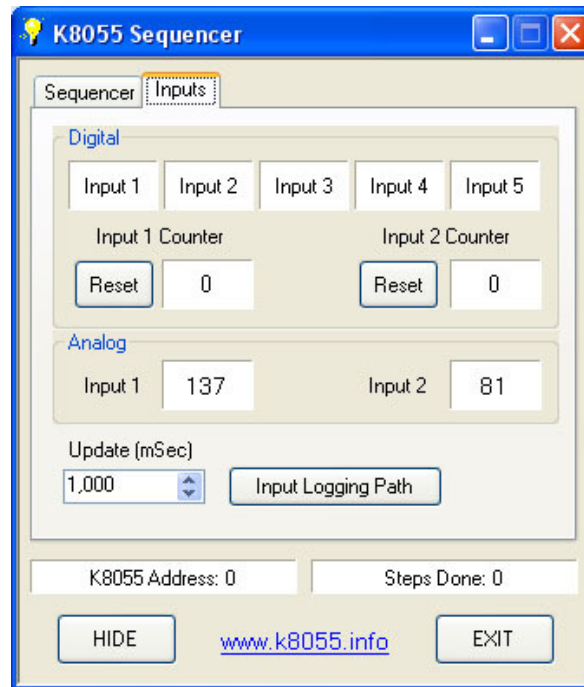 K8055 Sequencer
Sequencer Inputs
Digital
Input 1 Input 2 Input 3 Input 4 Input 5
Input 1 Counter Input 2 Counter
Reset 0 Reset 0
Analog
Input 1 137 Input 2 81
Update (mSec)
1,000 Input Logging Path
K8055 Address: 0 Steps Done: 0
HIDE www.k8055.info EXIT